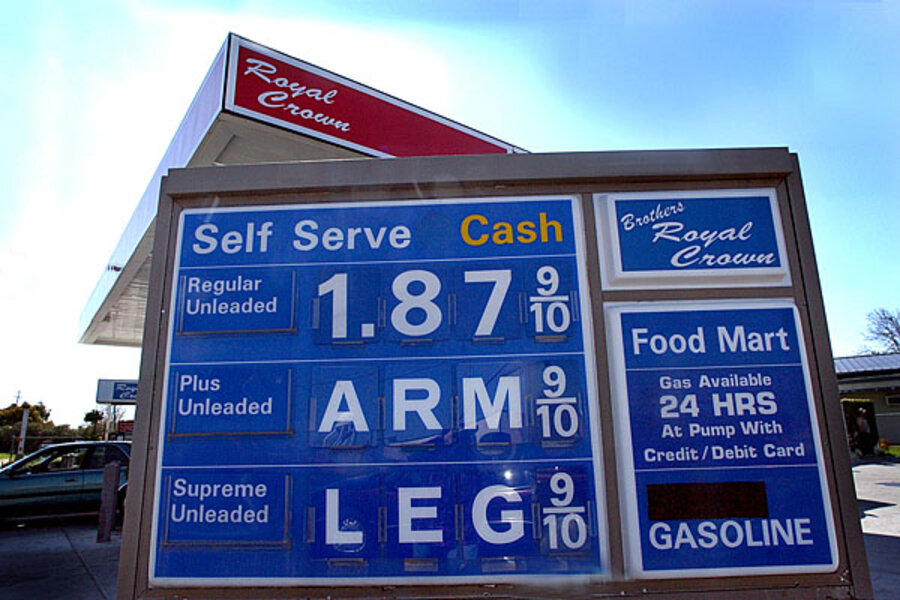 Royal
Crown
Self Serve Cash
Regular
Unleaded
1.87 9/10
Plus
Unleaded
ARM 9/10
Supreme
Unleaded
LEG 9/10
Brothers
Royal
Crown
Food Mart
Gas Available
24 HRS
At Pump With
Credit/Debit Card
GASOLINE
Royal